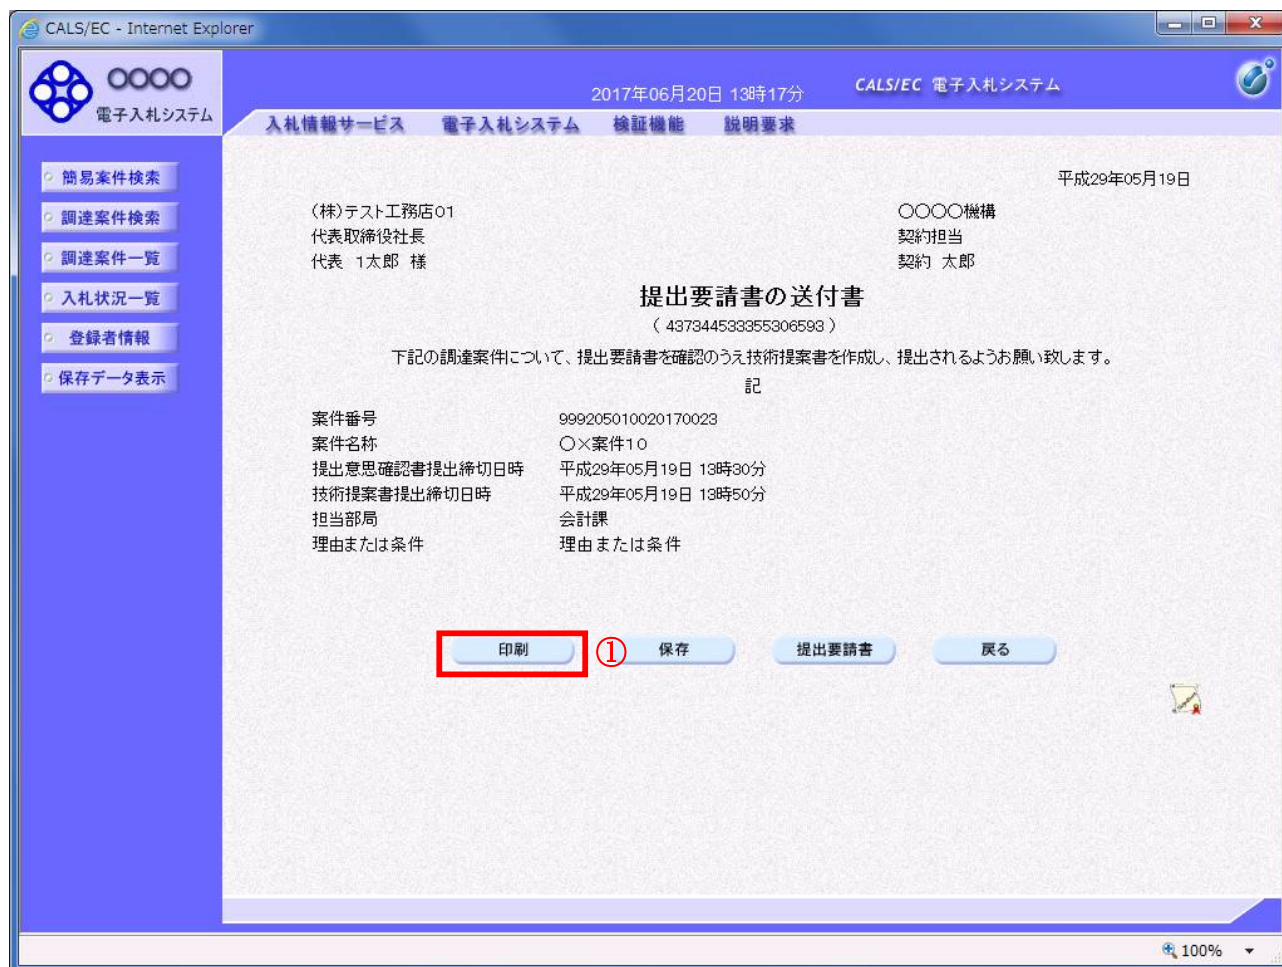 CALS/EC - Internet Explorer
〇〇〇〇
電子入札システム
2017年06月20日 13時17分
CALS/EC 電子入札システム
入札情報サービス 電子入札システム 検証機能 説明要求
簡易案件検索
調達案件検索
調達案件一覧
入札状況一覧
登録者情報
保存データ表示
平成29年05月19日
(株)テスト工務店01
代表取締役社長
代表 1太郎 様
〇〇〇〇機構
契約担当
契約 太郎
提出要請書の送付書
( 437344533355306593 )
下記の調達案件について、提出要請書を確認のうえ技術提案書を作成し、提出されるようお願い致します。
記
案件番号 999205010020170023
案件名称 〇×案件10
提出意思確認書提出締切日時 平成29年05月19日 13時30分
技術提案書提出締切日時 平成29年05月19日 13時50分
担当部局 会計課
理由または条件 理由または条件
印刷 ① 保存 提出要請書 戻る
100%